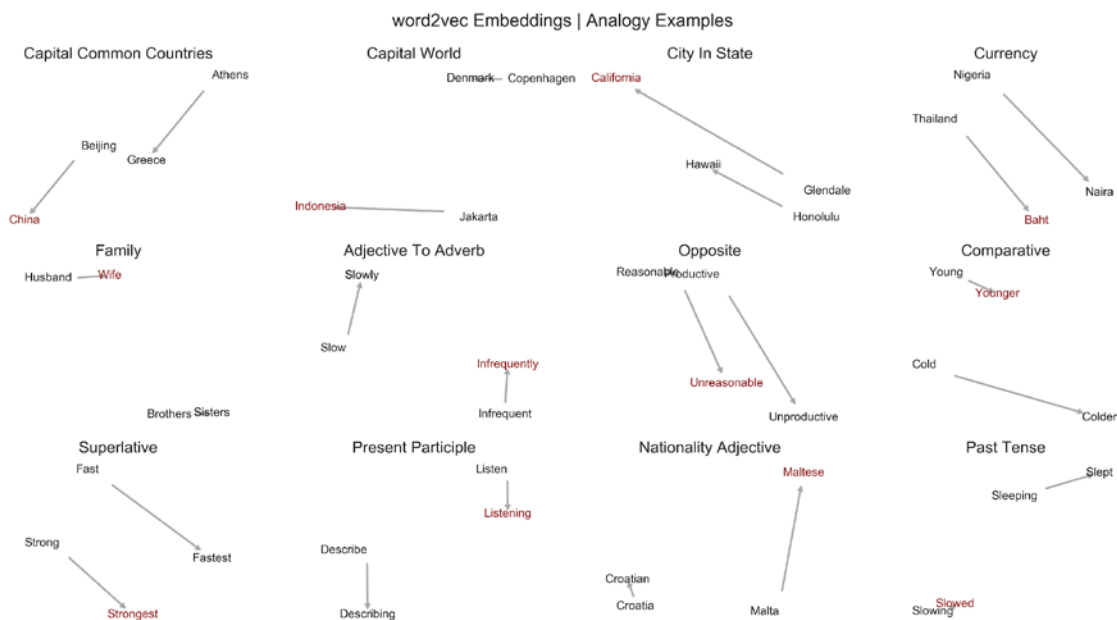 word2vec Embeddings | Analogy Examples
Capital Common Countries
Athens
Beijing
Greece
China
Capital World
Denmark
Copenhagen
Indonesia
Jakarta
City In State
California
Hawaii
Glendale
Honolulu
Currency
Nigeria
Thailand
Naira
Baht
Family
Husband
Wife
Brothers
Sisters
Adjective To Adverb
Slowly
Slow
Infrequently
Infrequent
Opposite
Reasonable
Productive
Unreasonable
Unproductive
Comparative
Young
Younger
Cold
Colder
Superlative
Fast
Strong
Fastest
Strongest
Present Participle
Listen
Listening
Describe
Describing
Nationality Adjective
Maltese
Croatian
Croatia
Malta
Past Tense
Slept
Sleeping
Slowed
Slowing